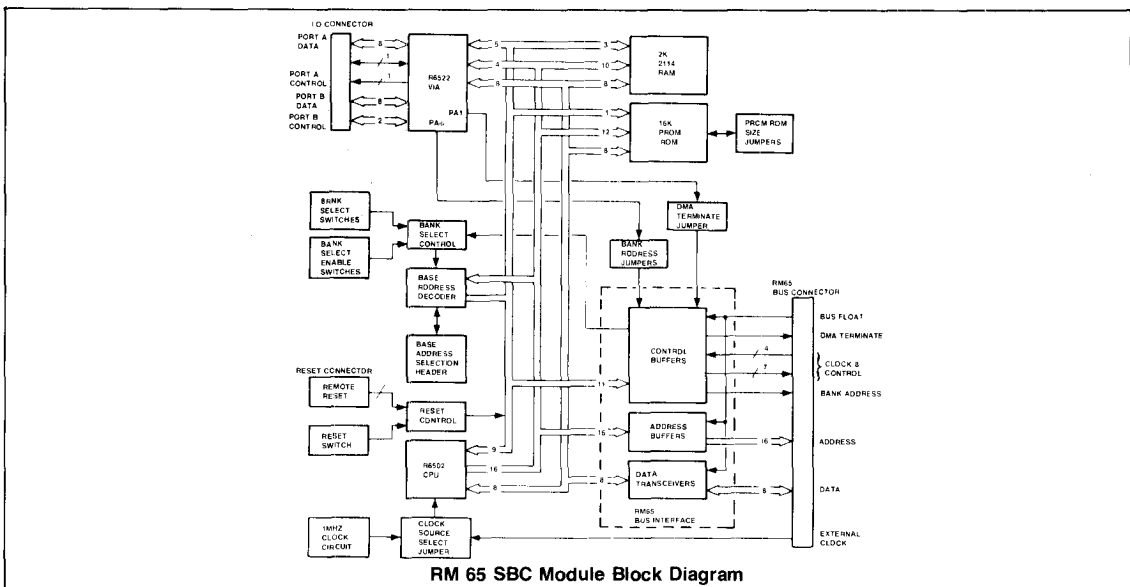 I/O CONNECTOR
PORT A
DATA
PORT A
CONTROL
PORT B
DATA
PORT B
CONTROL
8
1
1
8
2
R6522
VIA
PA1
5
4
8
3
10
8
2K
2114
RAM
1
12
8
16K
PROM
ROM
PROM ROM
SIZE
JUMPERS
BANK
SELECT
SWITCHES
BANK
SELECT
ENABLE
SWITCHES
BANK
SELECT
CONTROL
BASE
ADDRESS
DECODER
BASE
ADDRESS
SELECTION
HEADER
DMA
TERMINATE
JUMPER
BANK
ADDRESS
JUMPERS
RM65
BUS CONNECTOR
CONTROL
BUFFERS
BUS FLOAT
DMA TERMINATE
4
7
CLOCK &
CONTROL
BANK ADDRESS
RESET CONNECTOR
REMOTE
RESET
RESET
SWITCH
RESET
CONTROL
R6502
CPU
9
16
8
16
ADDRESS
BUFFERS
16
ADDRESS
8
DATA
TRANSCEIVERS
8
DATA
RM65
BUS INTERFACE
1MHZ
CLOCK
CIRCUIT
CLOCK
SOURCE
SELECT
JUMPER
EXTERNAL
CLOCK
RM 65 SBC Module Block Diagram